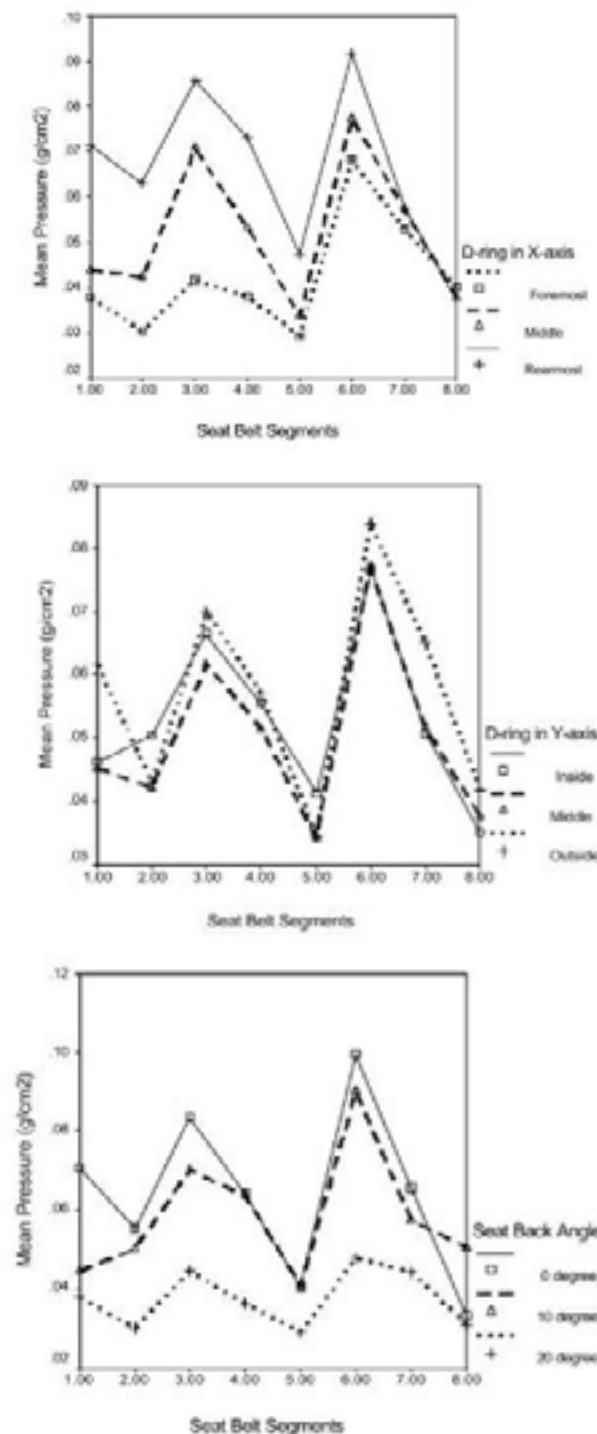 .10
.09
.08
.07
.06
.05
.04
.03
.02
Mean Pressure (g/cm2)
1.00 2.00 3.00 4.00 5.00 6.00 7.00 8.00
Seat Belt Segments
D-ring in X-axis
Foremost
Middle
Rearmost
.09
.08
.07
.06
.05
.04
.03
Mean Pressure (g/cm2)
1.00 2.00 3.00 4.00 5.00 6.00 7.00 8.00
Seat Belt Segments
D-ring in Y-axis
Inside
Middle
Outside
.12
.10
.08
.06
.04
.02
Mean Pressure (g/cm2)
1.00 2.00 3.00 4.00 5.00 6.00 7.00 8.00
Seat Belt Segments
Seat Back Angle
0 degree
10 degree
20 degree